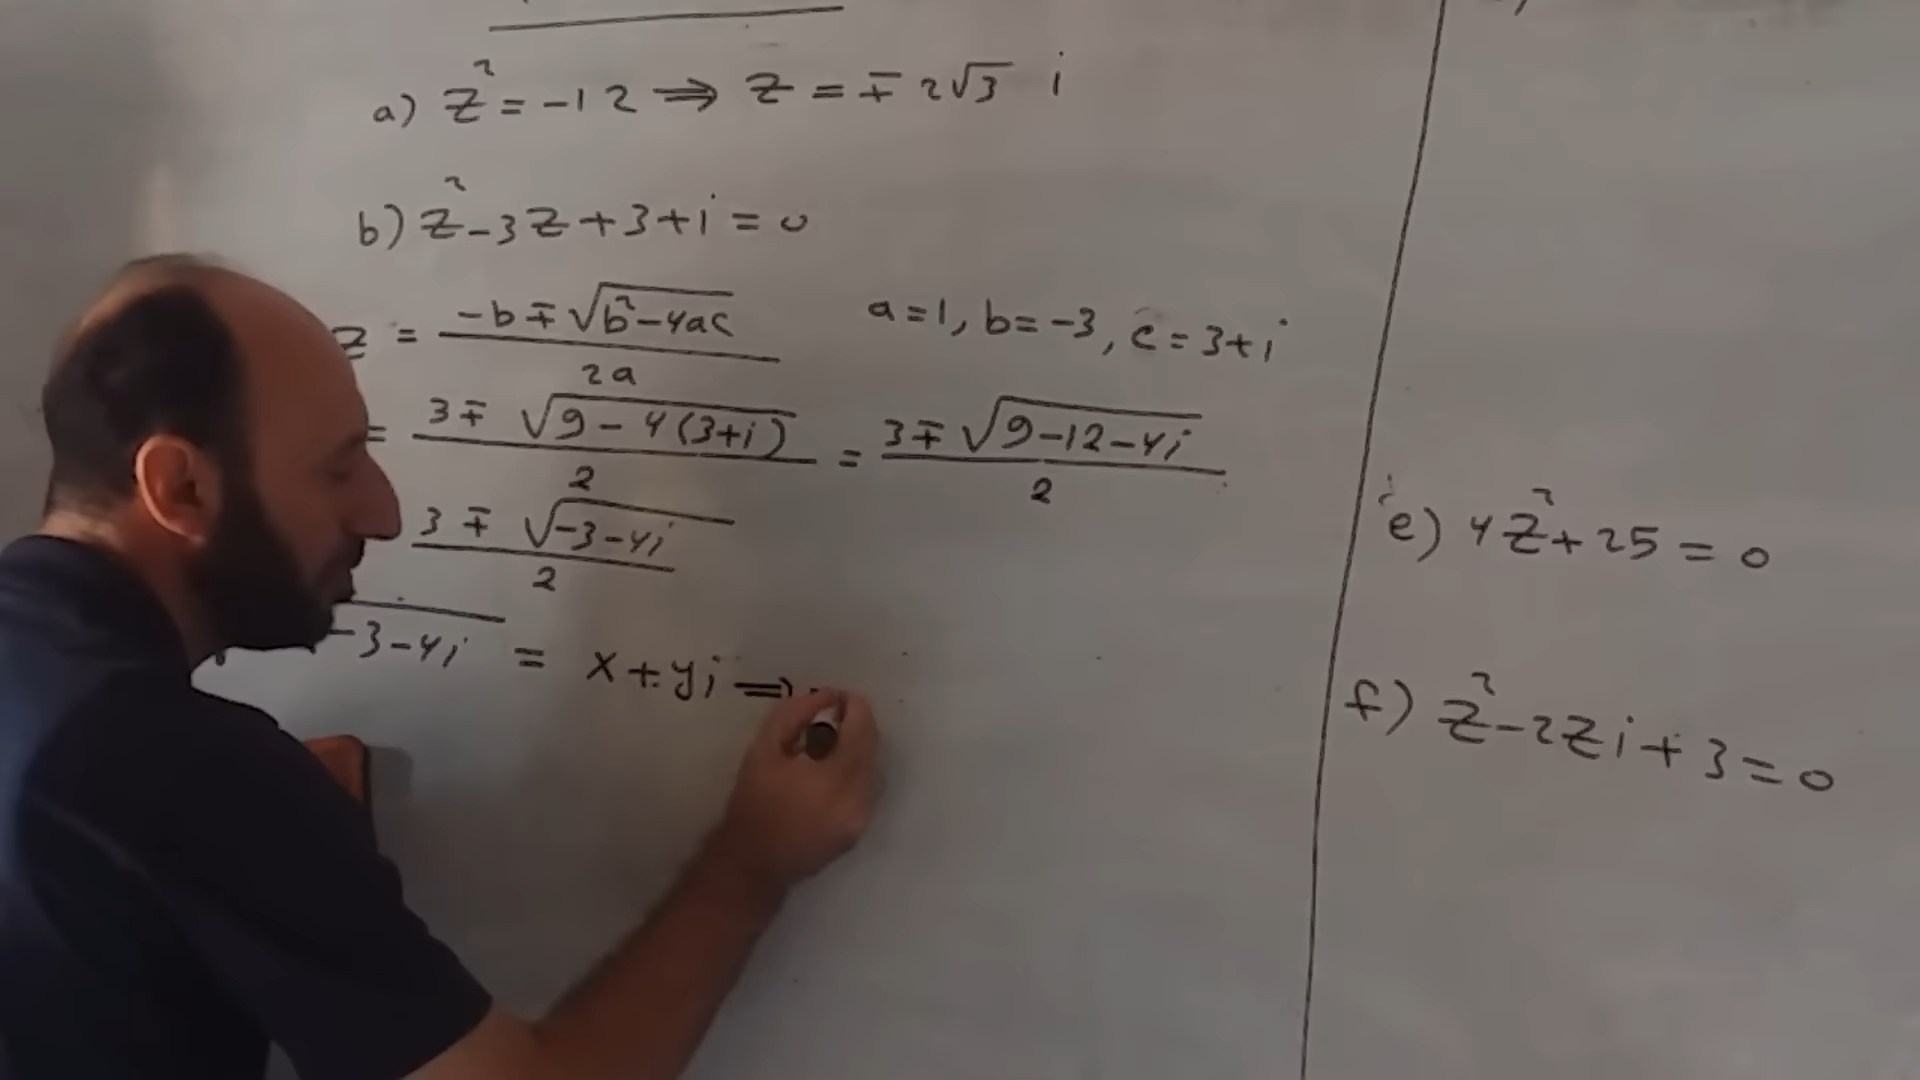 a) z² = -12 ⇒ z = ∓ 2√3 i
b) z² - 3z + 3 + i = 0
z = (-b ∓ √(b² - 4ac)) / 2a
a = 1, b = -3, c = 3 + i
= (3 ∓ √(9 - 4(3+i))) / 2 = (3 ∓ √(9 - 12 - 4i)) / 2
(3 ∓ √(-3 - 4i)) / 2
-3 - 4i = x + yi ⇒
e) 4z² + 25 = 0
f) z² - 2zi + 3 = 0